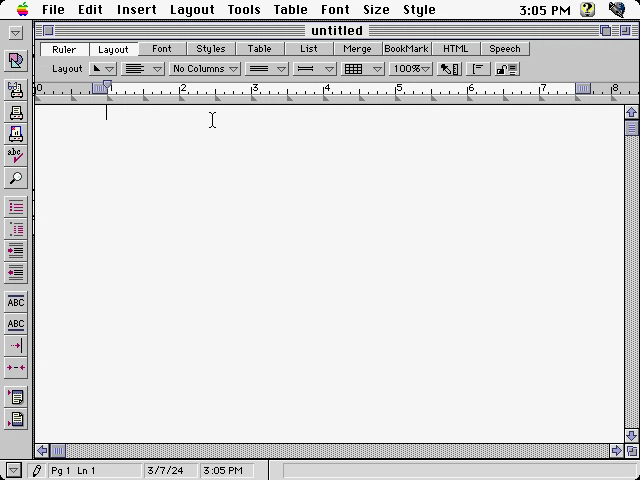 File Edit Insert Layout Tools Table Font Size Style 3:05 PM
untitled
Ruler Layout Font Styles Table List Merge BookMark HTML Speech
Layout No Columns 100%
0 1 2 3 4 5 6 7 8
abc
ABC
ABC
Pg 1 Ln 1 3/7/24 3:05 PM